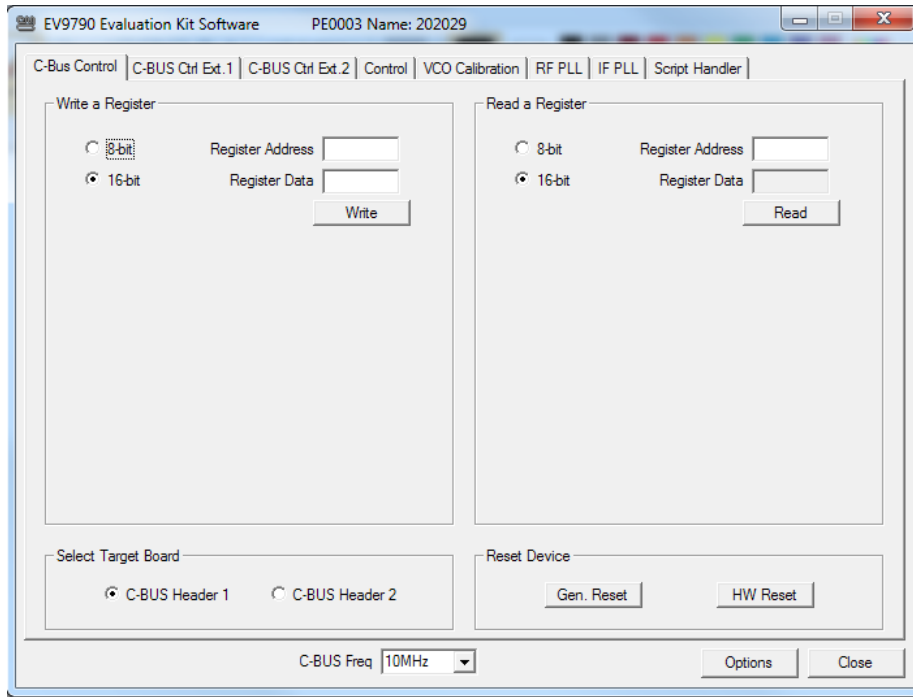 EV9790 Evaluation Kit Software PE0003 Name: 202029
C-Bus Control C-BUS Ctrl Ext.1 C-BUS Ctrl Ext.2 Control VCO Calibration RF PLL IF PLL Script Handler
Write a Register
8-bit Register Address
16-bit Register Data
Write
Read a Register
8-bit Register Address
16-bit Register Data
Read
Select Target Board
C-BUS Header 1 C-BUS Header 2
Reset Device
Gen. Reset HW Reset
C-BUS Freq 10MHz Options Close